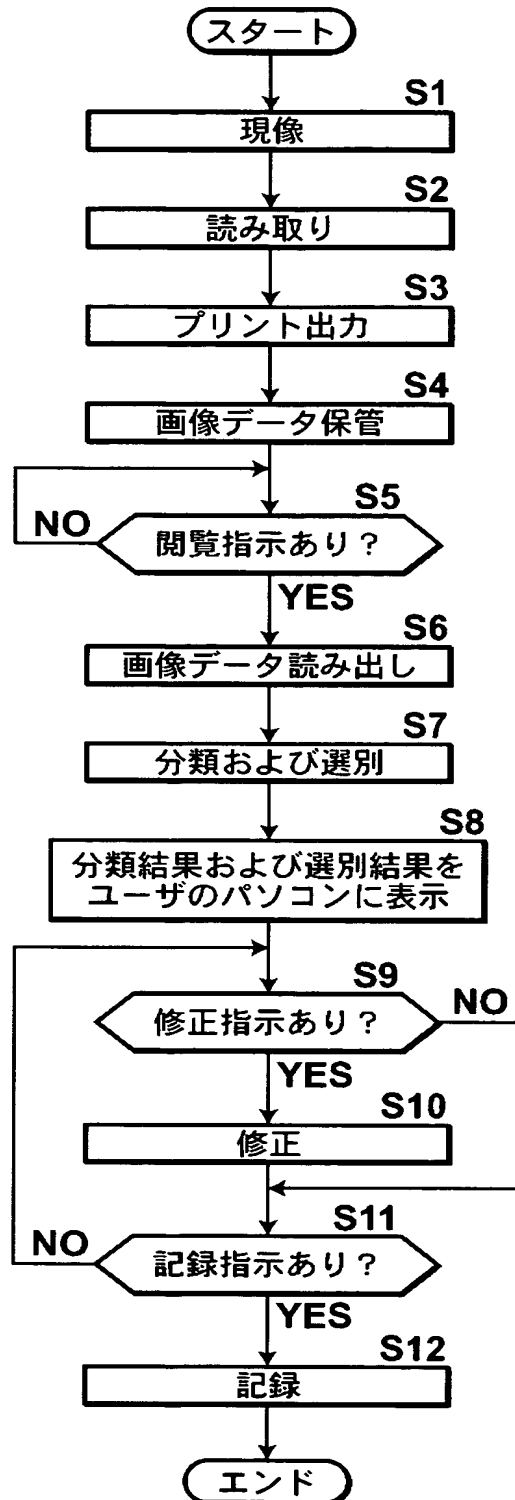 スタート
S1
現像
S2
読み取り
S3
プリント出力
S4
画像データ保管
S5
NO
閲覧指示あり？
YES
S6
画像データ読み出し
S7
分類および選別
S8
分類結果および選別結果を
ユーザのパソコンに表示
S9
修正指示あり？
NO
YES
S10
修正
S11
NO
記録指示あり？
YES
S12
記録
エンド